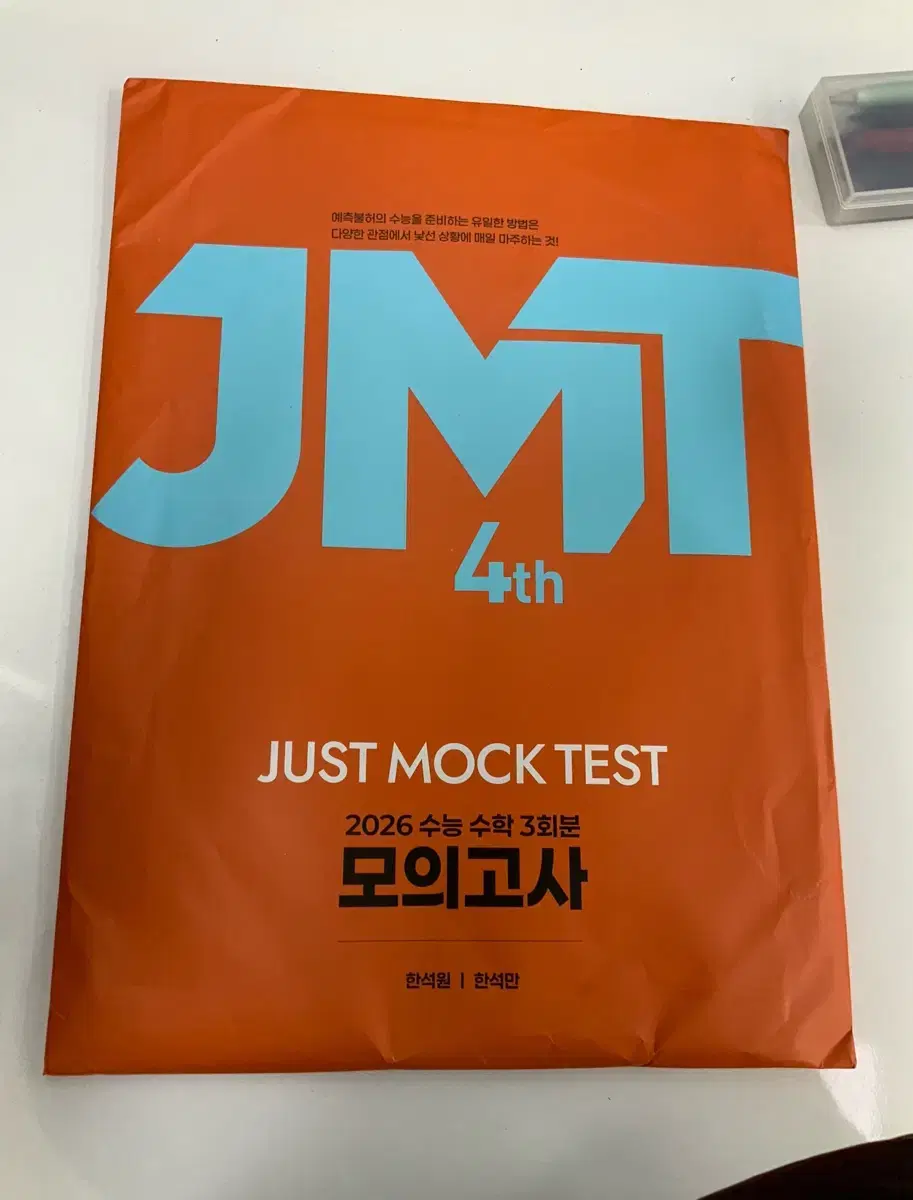 예측불허의 수능을 준비하는 유일한 방법은
다양한 관점에서 낯선 상황에 매일 마주하는 것!
JMT
4th
JUST MOCK TEST
2026 수능 수학 3회분
모의고사
한석원 | 한석만